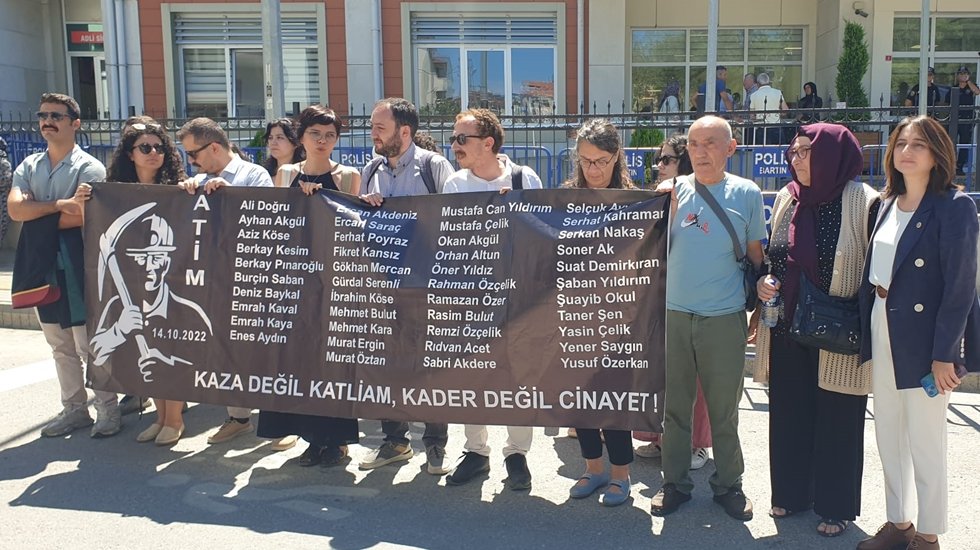 ADLİ
POLİS
POLİS
BARTIN
ATİM
14.10.2022
Ali Doğru
Ayhan Akgül
Aziz Köse
Berkay Kesim
Berkay Pınaroğlu
Burçin Saban
Deniz Baykal
Emrah Kaval
Emrah Kaya
Enes Aydın
Ercan Akdeniz
Ercan Saraç
Ferhat Poyraz
Fikret Kansız
Gökhan Mercan
Gürdal Serenli
İbrahim Köse
Mehmet Bulut
Mehmet Kara
Murat Ergin
Murat Öztan
Mustafa Can Yıldırım
Mustafa Çelik
Okan Akgül
Orhan Altun
Öner Yıldız
Rahman Özçelik
Ramazan Özer
Rasim Bulut
Remzi Özçelik
Rıdvan Acet
Sabri Akdere
Selçuk
Serhat Kahraman
Serkan Nakaş
Soner Ak
Suat Demirkıran
Şaban Yıldırım
Şuayib Okul
Taner Şen
Yasin Çelik
Yener Saygın
Yusuf Özerkan
KAZA DEĞİL KATLİAM, KADER DEĞİL CİNAYET!